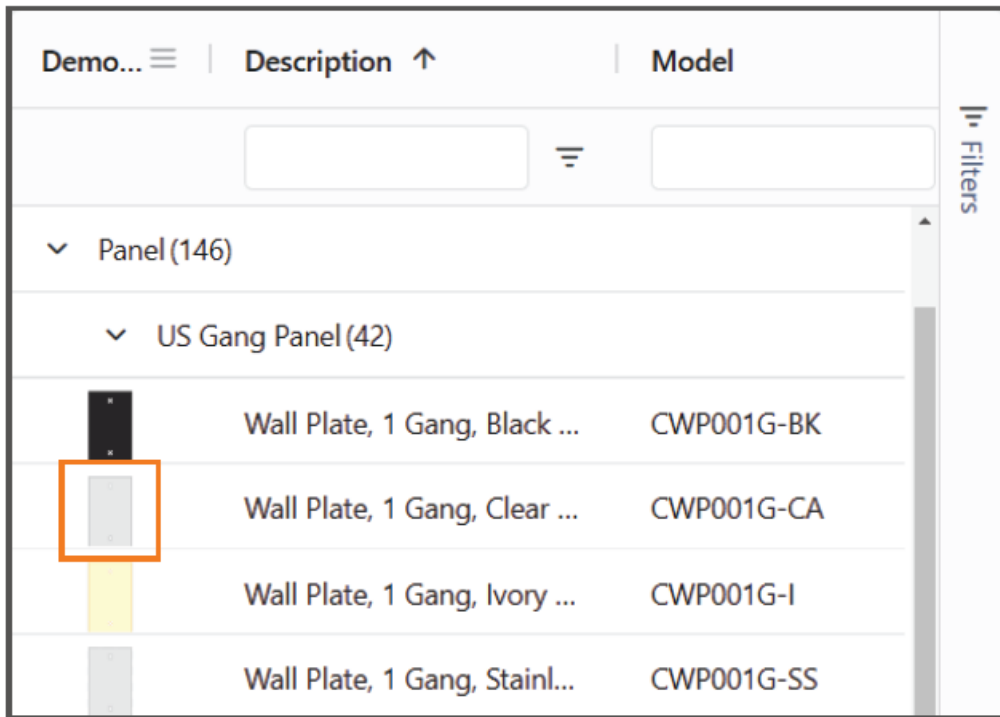 Demo... Description Model
Filters
Panel (146)
US Gang Panel (42)
Wall Plate, 1 Gang, Black ... CWP001G-BK
Wall Plate, 1 Gang, Clear ... CWP001G-CA
Wall Plate, 1 Gang, Ivory ... CWP001G-I
Wall Plate, 1 Gang, Stainl... CWP001G-SS